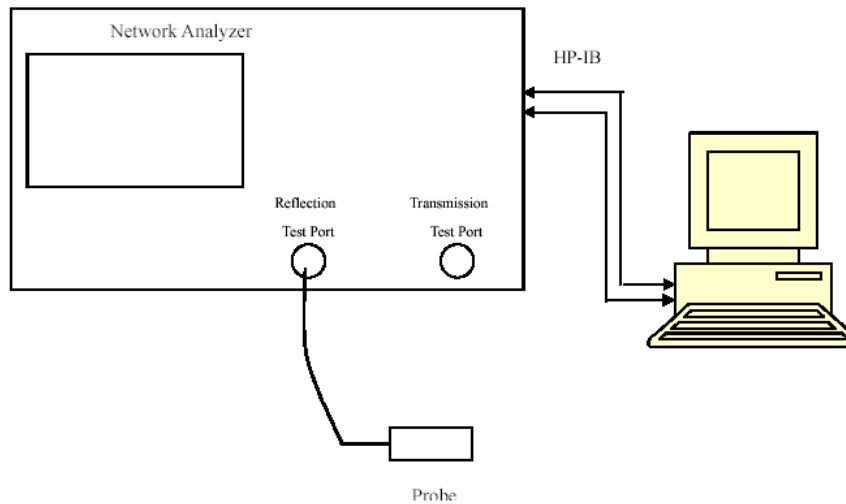 Network Analyzer
HP-IB
Reflection
Test Port
Transmission
Test Port
Probe